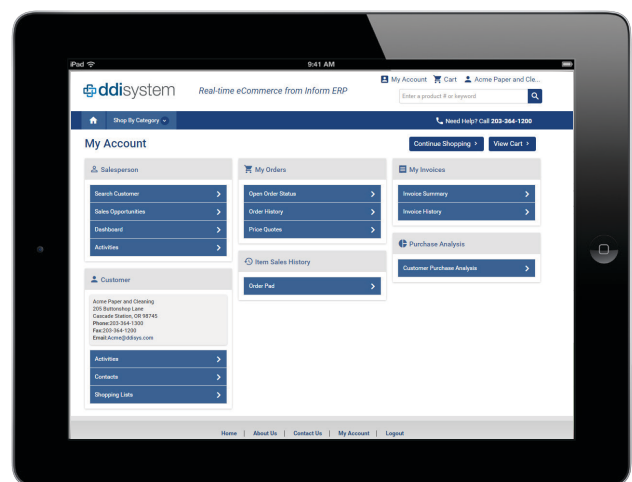 iPad
9:41 AM
ddisystem
Real-time eCommerce from Inform ERP
My Account
Cart
Acme Paper and Cle...
Enter a product # or keyword
Shop By Category
Need Help? Call 203-364-1200
My Account
Continue Shopping >
View Cart >
Salesperson
Search Customer
Sales Opportunities
Dashboard
Activities
Customer
Acme Paper and Cleaning
205 Buttonshop Lane
Cascade Station, OR 98745
Phone:203-364-1300
Fax:203-364-1200
Email:Acme@ddisys.com
Activities
Contacts
Shopping Lists
My Orders
Open Order Status
Order History
Price Quotes
Item Sales History
Order Pad
My Invoices
Invoice Summary
Invoice History
Purchase Analysis
Customer Purchase Analysis
Home | About Us | Contact Us | My Account | Logout